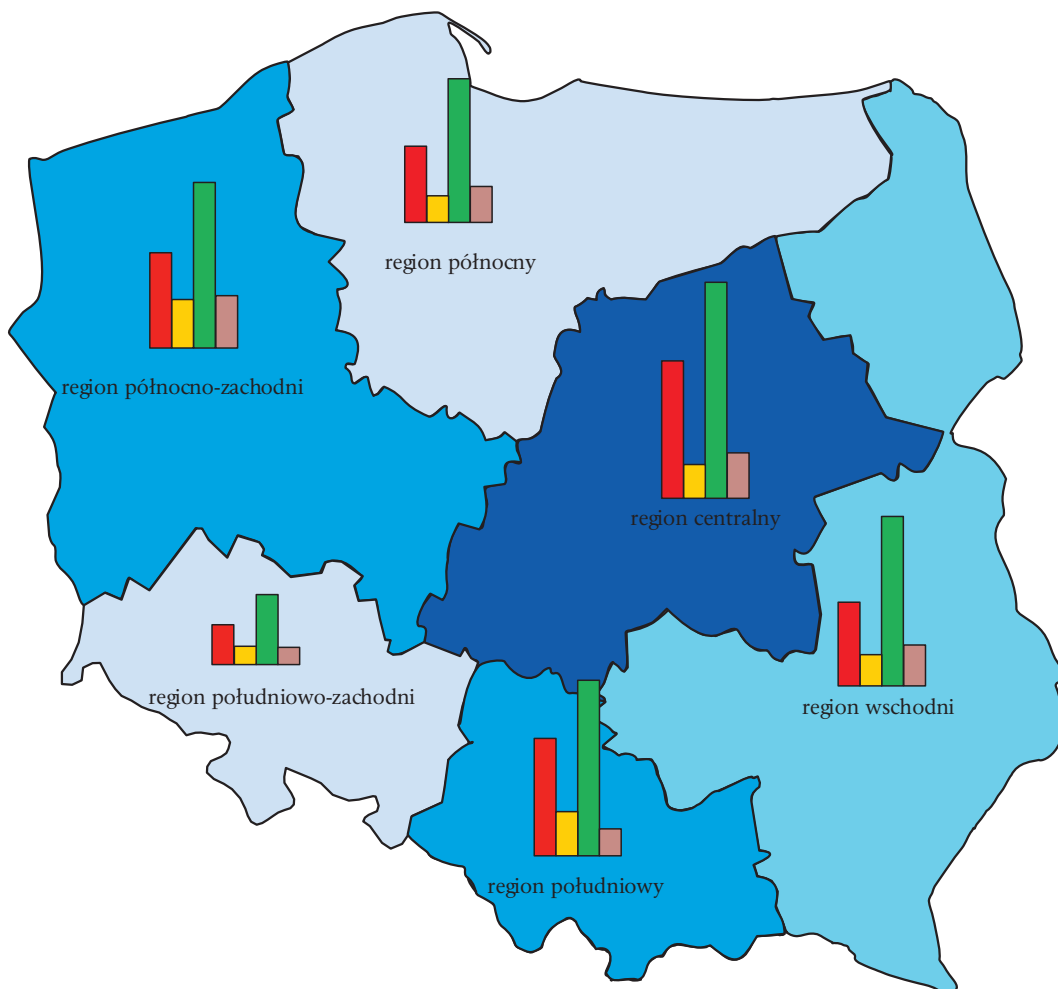 region północny
region północno-zachodni
region centralny
region południowo-zachodni
region wschodni
region południowy